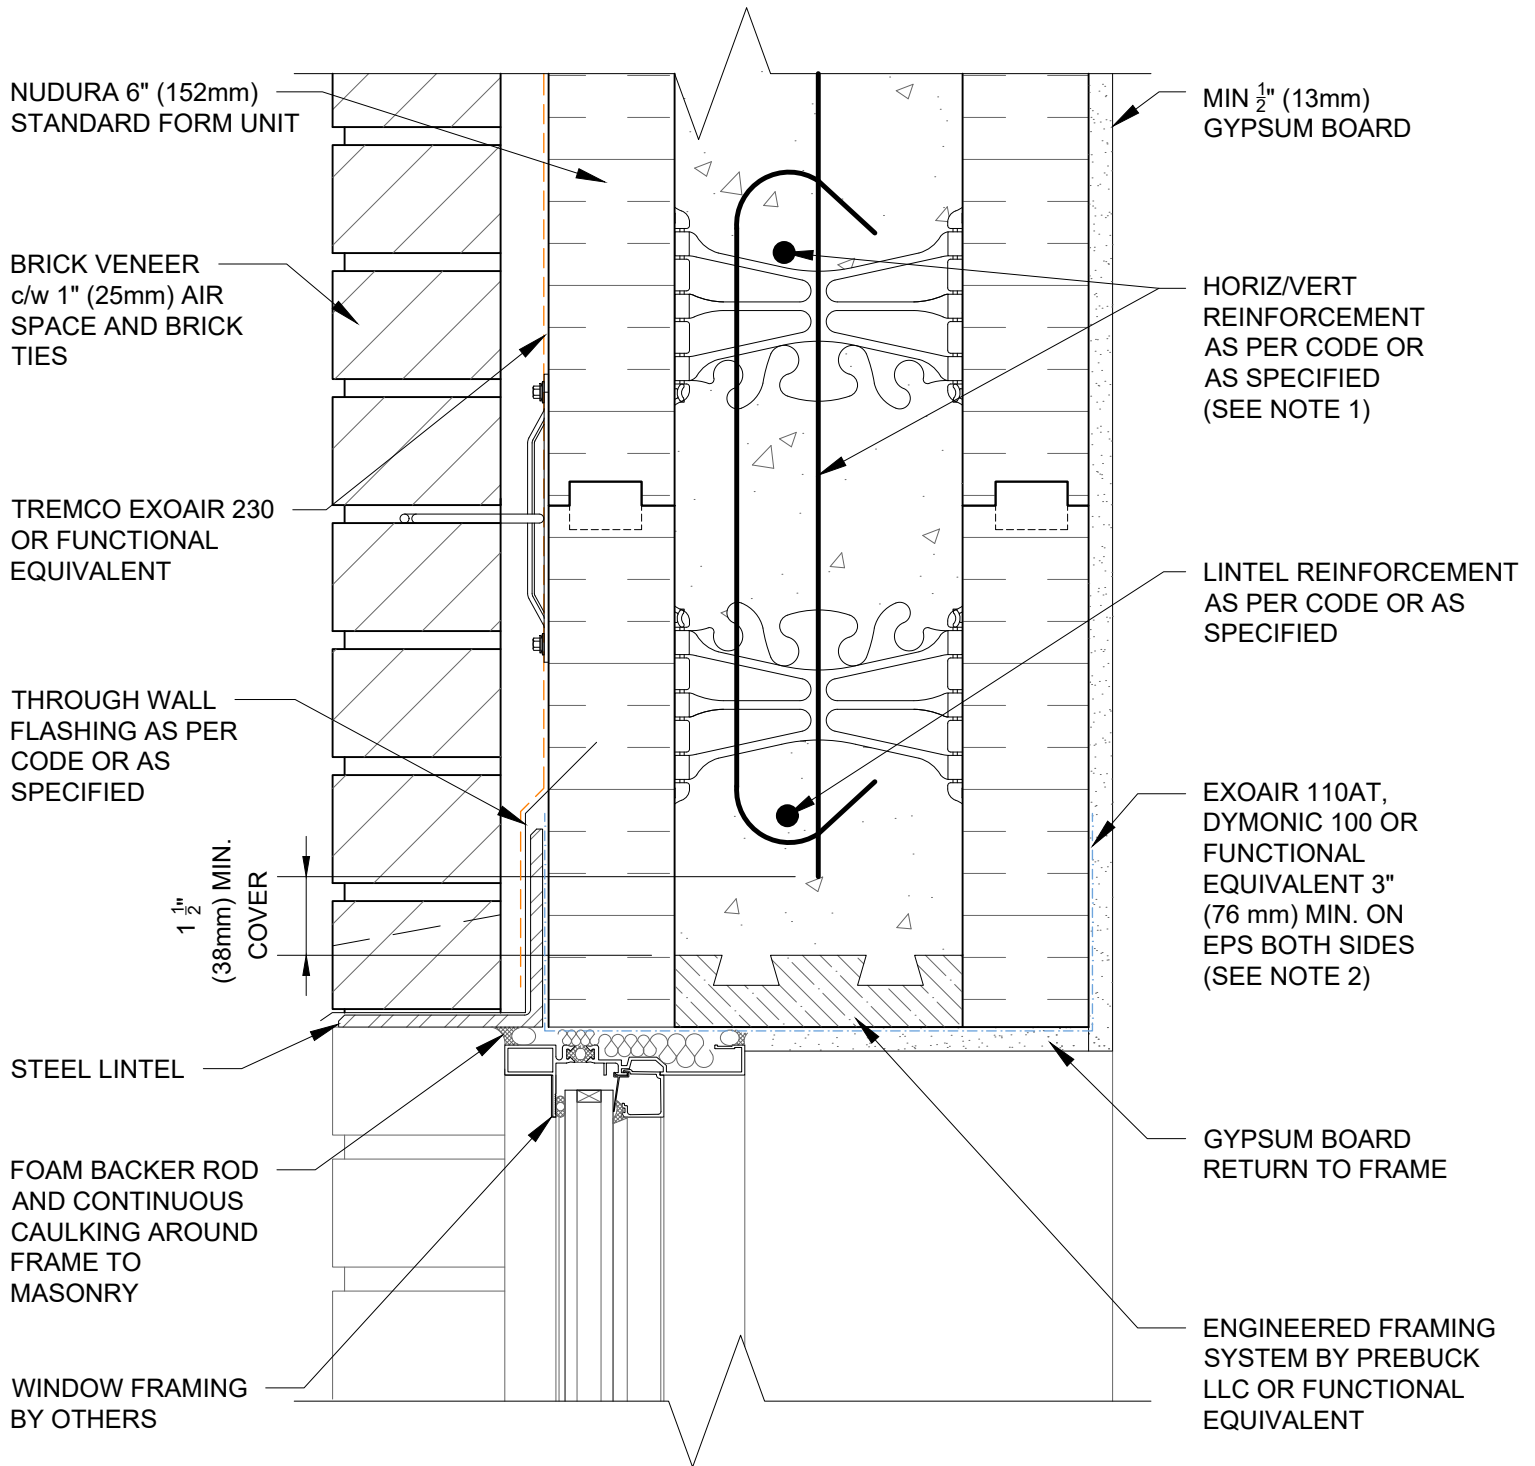 NUDURA 6" (152mm)
STANDARD FORM UNIT
BRICK VENEER
c/w 1" (25mm) AIR
SPACE AND BRICK
TIES
TREMCO EXOAIR 230
OR FUNCTIONAL
EQUIVALENT
THROUGH WALL
FLASHING AS PER
CODE OR AS
SPECIFIED
1 1/2"
(38mm) MIN.
COVER
STEEL LINTEL
FOAM BACKER ROD
AND CONTINUOUS
CAULKING AROUND
FRAME TO
MASONRY
WINDOW FRAMING
BY OTHERS
MIN 1/2" (13mm)
GYPSUM BOARD
HORIZ/VERT
REINFORCEMENT
AS PER CODE OR
AS SPECIFIED
(SEE NOTE 1)
LINTEL REINFORCEMENT
AS PER CODE OR AS
SPECIFIED
EXOAIR 110AT,
DYMONIC 100 OR
FUNCTIONAL
EQUIVALENT 3"
(76 mm) MIN. ON
EPS BOTH SIDES
(SEE NOTE 2)
GYPSUM BOARD
RETURN TO FRAME
ENGINEERED FRAMING
SYSTEM BY PREBUCK
LLC OR FUNCTIONAL
EQUIVALENT